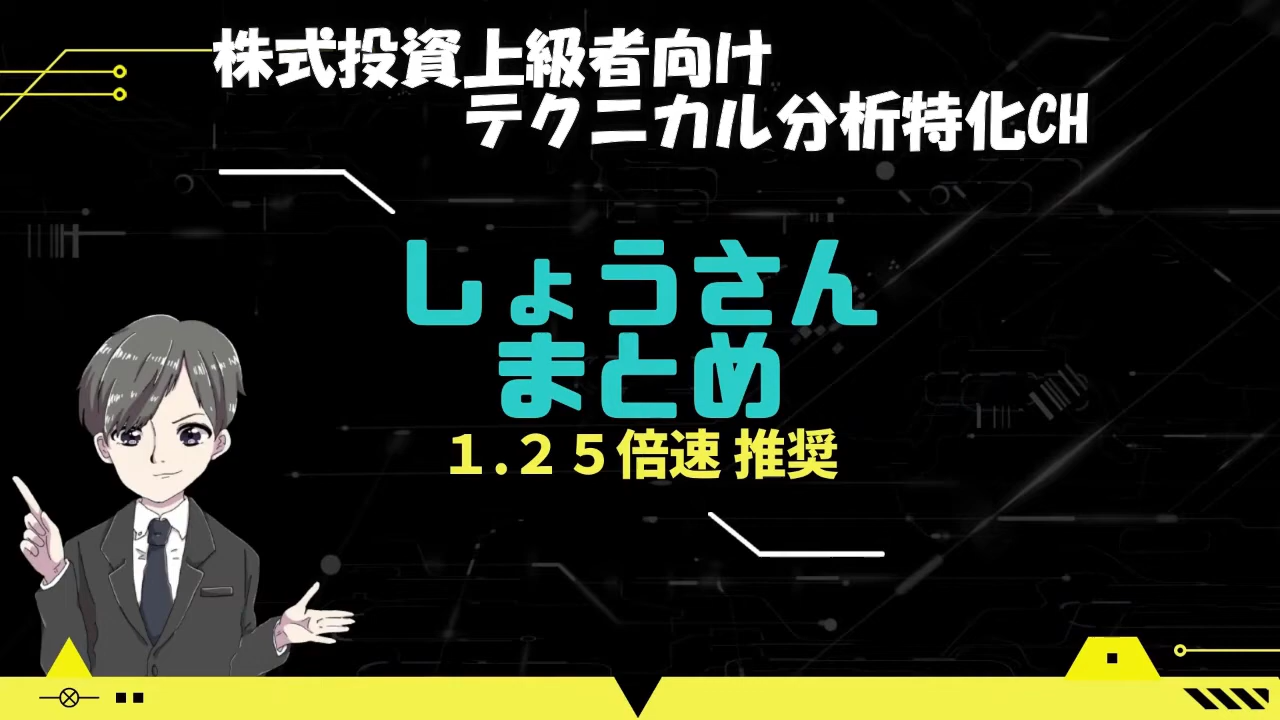 株式投資上級者向け
テクニカル分析特化CH
しょうさん
まとめ
１.２５倍速 推奨